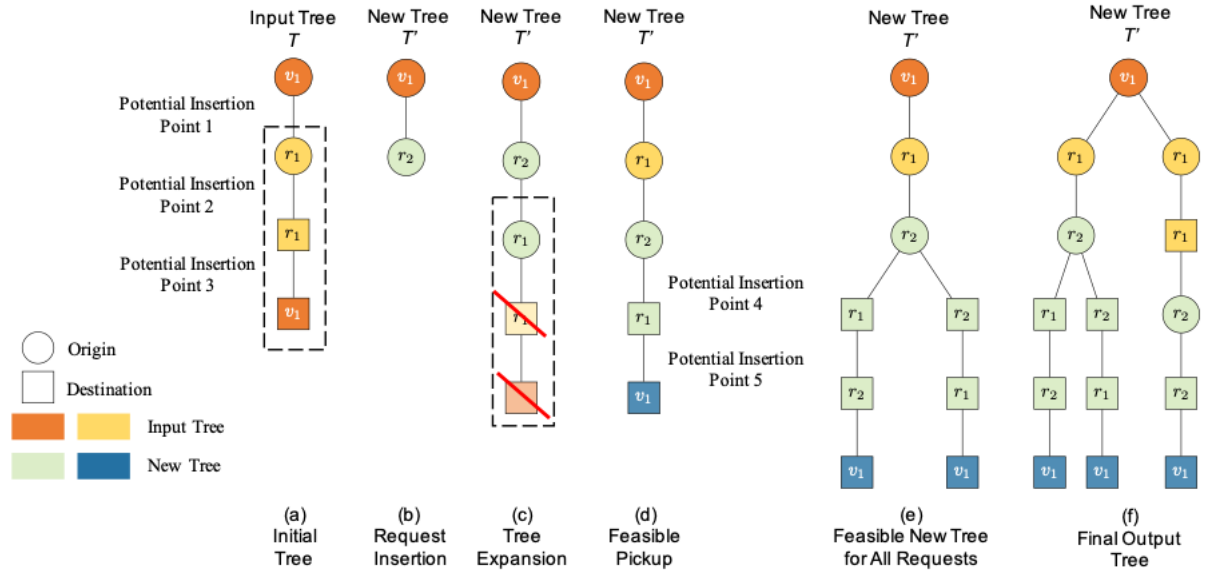 Input Tree
T
v₁
Potential Insertion
Point 1
r₁
Potential Insertion
Point 2
r₁
Potential Insertion
Point 3
v₁
Origin
Destination
Input Tree
New Tree
(a)
Initial
Tree
New Tree
T′
v₁
r₂
(b)
Request
Insertion
New Tree
T′
v₁
r₂
r₁
r₁
(c)
Tree
Expansion
New Tree
T′
v₁
r₁
r₂
r₁
v₁
Potential Insertion
Point 4
Potential Insertion
Point 5
(d)
Feasible
Pickup
New Tree
T′
v₁
r₁
r₂
r₁ r₂
r₂ r₁
v₁ v₁
(e)
Feasible New Tree
for All Requests
New Tree
T′
v₁
r₁ r₁
r₂ r₁
r₁ r₂ r₂
r₂ r₁ r₂
v₁ v₁ v₁
(f)
Final Output
Tree